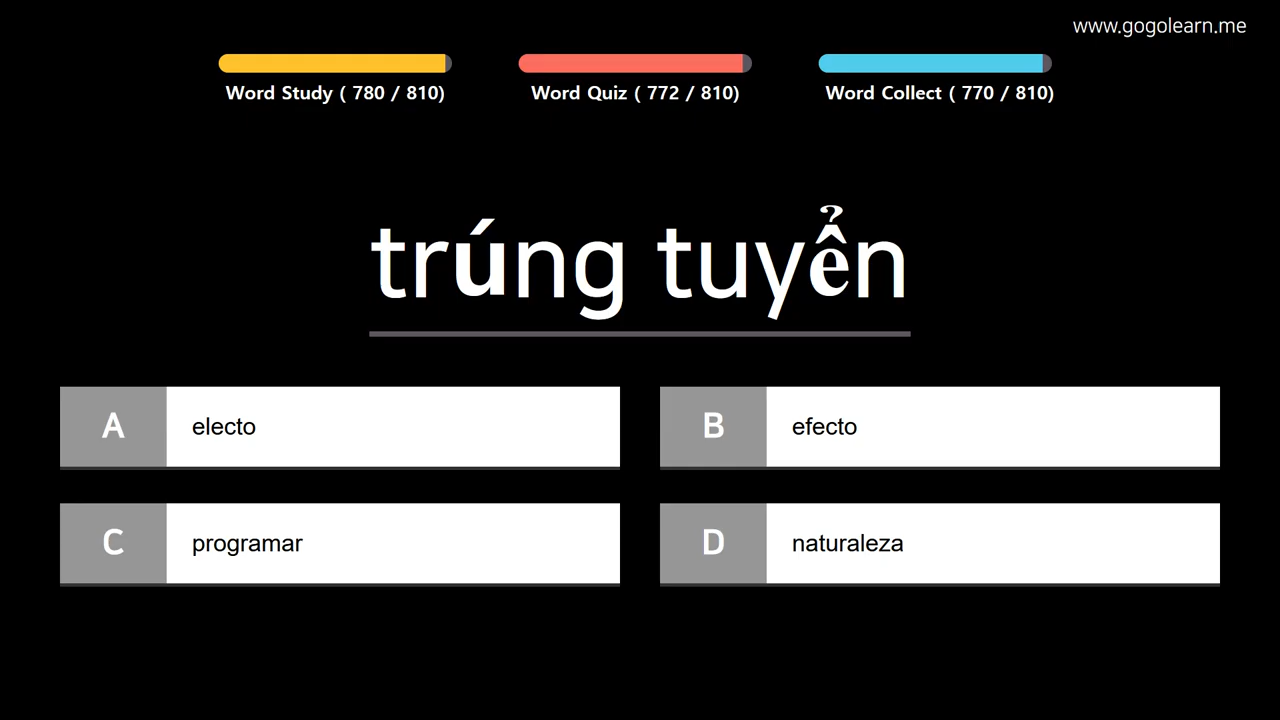 www.gogolearn.me
Word Study ( 780 / 810)
Word Quiz ( 772 / 810)
Word Collect ( 770 / 810)
trúng tuyển
A electo
B efecto
C programar
D naturaleza